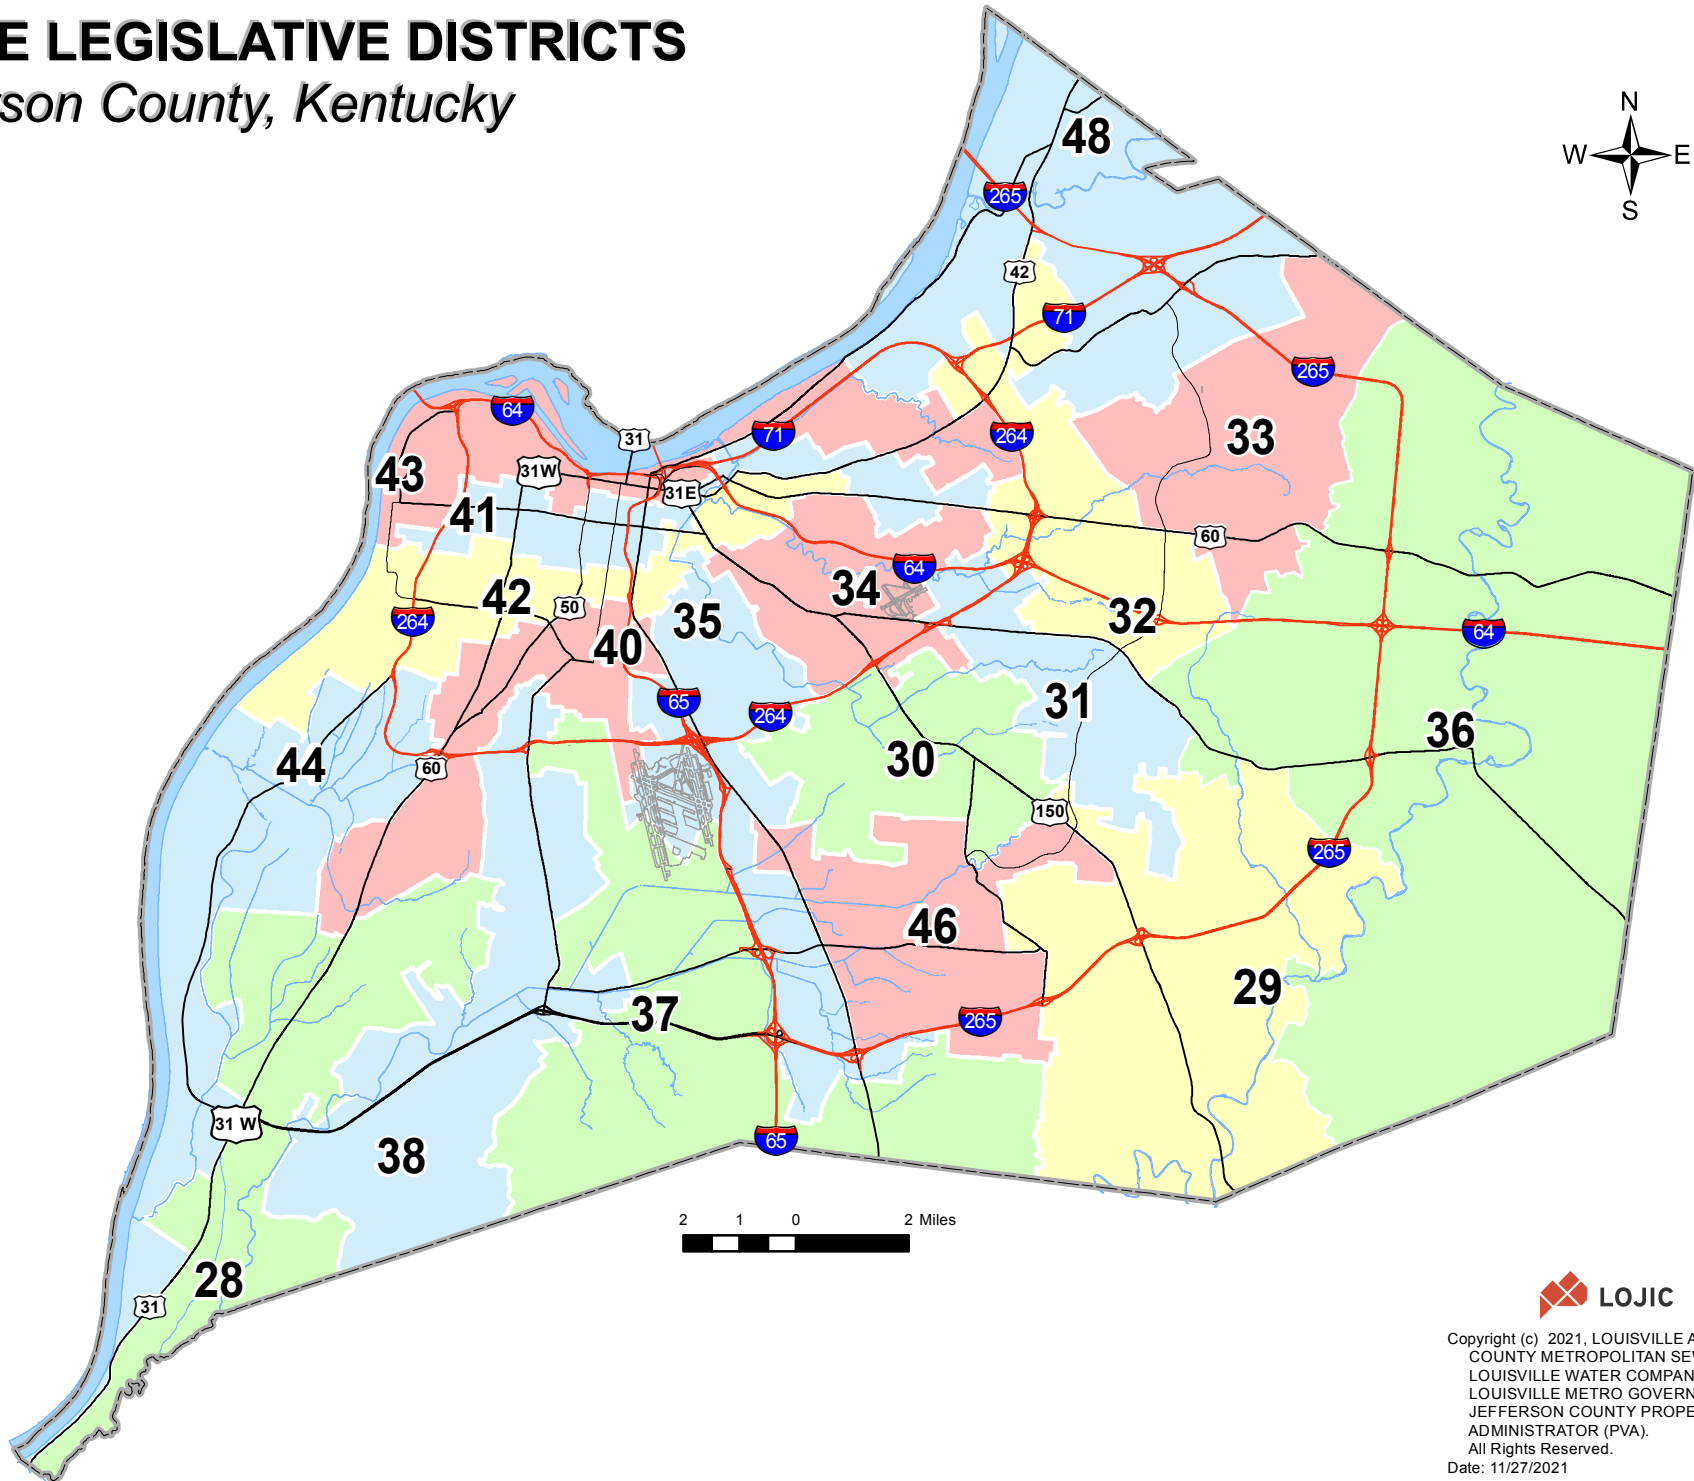 E LEGISLATIVE DISTRICTS
rson County, Kentucky
N
W E
S
48
265
42
71
265
64
31
71
264
33
43
31W
31E
41
60
64
34
42
50
32
264
35
40
64
65
264
31
36
44
60
30
150
265
46
29
37
265
31 W
65
38
28
31
2 1 0 2 Miles
LOJIC
Copyright (c) 2021, LOUISVILLE A
COUNTY METROPOLITAN SE
LOUISVILLE WATER COMPAN
LOUISVILLE METRO GOVERN
JEFFERSON COUNTY PROPE
ADMINISTRATOR (PVA).
All Rights Reserved.
Date: 11/27/2021